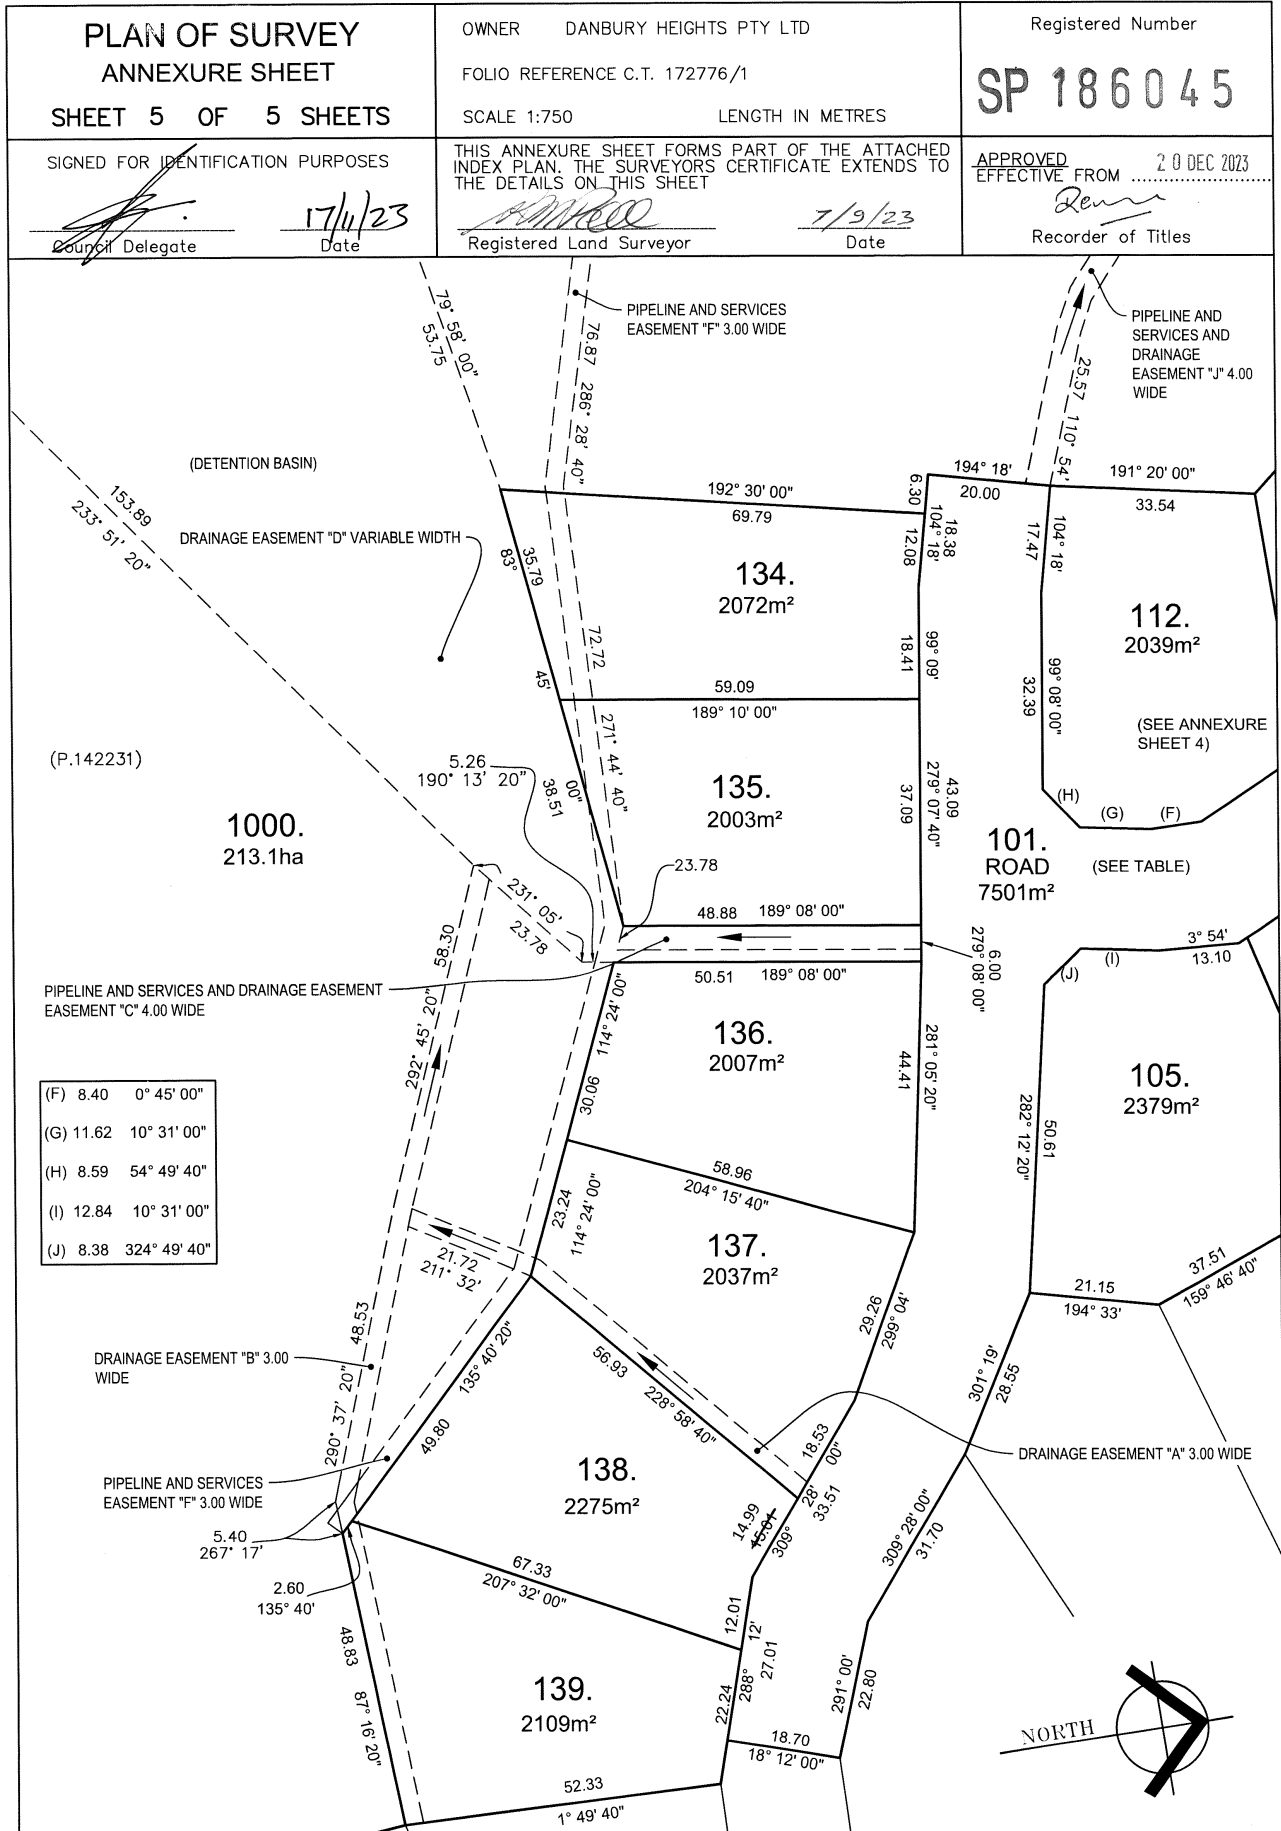 PLAN OF SURVEY
ANNEXURE SHEET
SHEET 5 OF 5 SHEETS
OWNER DANBURY HEIGHTS PTY LTD
FOLIO REFERENCE C.T. 172776/1
SCALE 1:750 LENGTH IN METRES
Registered Number
SP 186045
SIGNED FOR IDENTIFICATION PURPOSES
17/11/23
Council Delegate Date
THIS ANNEXURE SHEET FORMS PART OF THE ATTACHED
INDEX PLAN. THE SURVEYORS CERTIFICATE EXTENDS TO
THE DETAILS ON THIS SHEET
7/9/23
Registered Land Surveyor Date
APPROVED
EFFECTIVE FROM 20 DEC 2023
Recorder of Titles
79° 58' 00"
53.75
PIPELINE AND SERVICES
EASEMENT "F" 3.00 WIDE
76.87 286° 28' 40"
PIPELINE AND
SERVICES AND
DRAINAGE
EASEMENT "J" 4.00
WIDE
25.57 110° 54'
(DETENTION BASIN)
153.89
233° 51' 20"
DRAINAGE EASEMENT "D" VARIABLE WIDTH
192° 30' 00"
69.79
6.30
194° 18'
20.00
191° 20' 00"
33.54
35.79
83° 45' 00"
12.08
18.38
104° 18'
17.47
104° 18'
134.
2072m²
112.
2039m²
72.72
271° 44' 40"
18.41
99° 09'
32.39
99° 08' 00"
59.09
189° 10' 00"
(SEE ANNEXURE
SHEET 4)
(P.142231)
5.26
190° 13' 20"
38.51
135.
2003m²
37.09
279° 07' 40"
43.09
(H)
(G)
(F)
1000.
213.1ha
101.
ROAD
7501m²
(SEE TABLE)
231° 05'
23.78
23.78
48.88 189° 08' 00"
6.00
279° 08' 00"
3° 54'
13.10
(I)
(J)
58.30
292° 45' 20"
PIPELINE AND SERVICES AND DRAINAGE EASEMENT
EASEMENT "C" 4.00 WIDE
50.51 189° 08' 00"
114° 24' 00"
30.06
136.
2007m²
44.41
281° 05' 20"
105.
2379m²
282° 12' 20"
50.61
(F) 8.40 0° 45' 00"
(G) 11.62 10° 31' 00"
(H) 8.59 54° 49' 40"
(I) 12.84 10° 31' 00"
(J) 8.38 324° 49' 40"
58.96
204° 15' 40"
23.24
114° 24' 00"
137.
2037m²
21.72
211° 32'
37.51
159° 46' 40"
21.15
194° 33'
29.26
299° 04'
48.53
290° 37' 20"
DRAINAGE EASEMENT "B" 3.00
WIDE
135° 40' 20"
49.80
56.93
228° 58' 40"
301° 19'
28.55
18.53
309° 28' 00"
33.51
DRAINAGE EASEMENT "A" 3.00 WIDE
138.
2275m²
PIPELINE AND SERVICES
EASEMENT "F" 3.00 WIDE
14.99
15.01
309° 28' 00"
31.70
5.40
267° 17'
67.33
207° 32' 00"
2.60
135° 40'
12.01
288° 12'
27.01
48.83
87° 16' 20"
139.
2109m²
22.24
291° 00'
22.80
18.70
18° 12' 00"
NORTH
52.33
1° 49' 40"